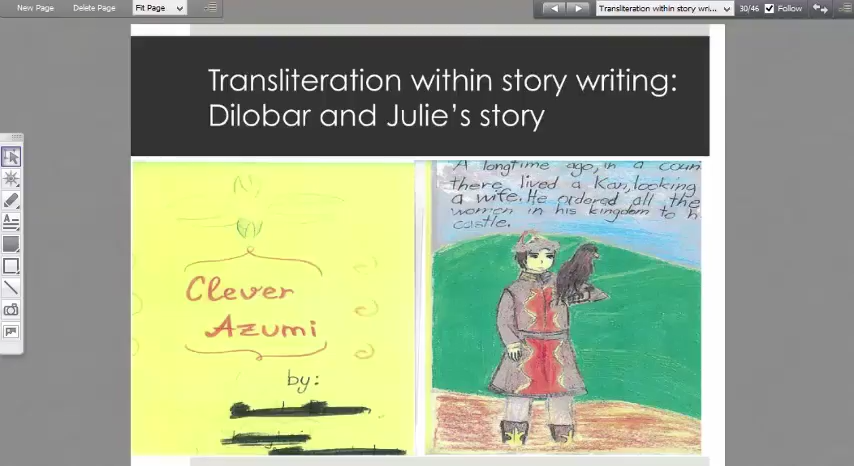 New Page Delete Page Fit Page Transliteration within story wri... 30/46 Follow
Transliteration within story writing:
Dilobar and Julie's story
Clever
Azumi
by:
A longtime ago, in a coun
there lived a Kan, looking
a wife. He ordered all the
women in his kingdom to h
castle.